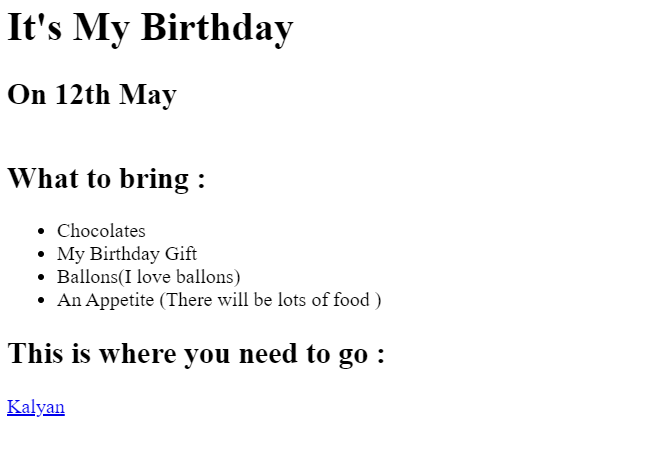 It's My Birthday
On 12th May
What to bring :
Chocolates
My Birthday Gift
Ballons(I love ballons)
An Appetite (There will be lots of food )
This is where you need to go :
Kalyan